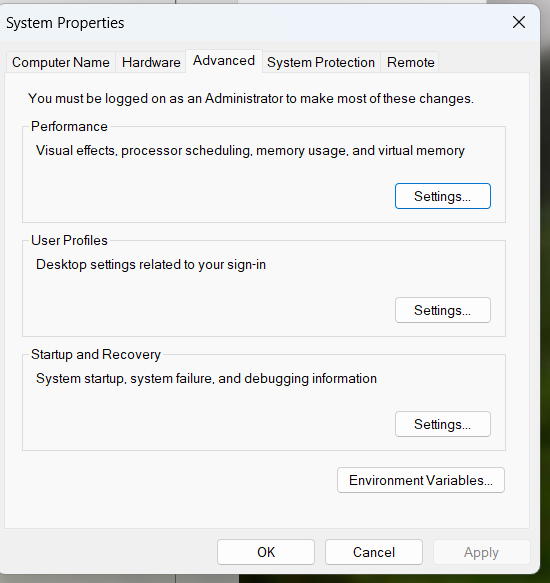 System Properties
Computer Name Hardware Advanced System Protection Remote
You must be logged on as an Administrator to make most of these changes.
Performance
Visual effects, processor scheduling, memory usage, and virtual memory
Settings...
User Profiles
Desktop settings related to your sign-in
Settings...
Startup and Recovery
System startup, system failure, and debugging information
Settings...
Environment Variables...
OK Cancel Apply